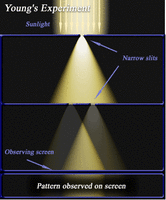 Young's Experiment
Sunlight
Narrow slits
Observing screen
Pattern observed on screen